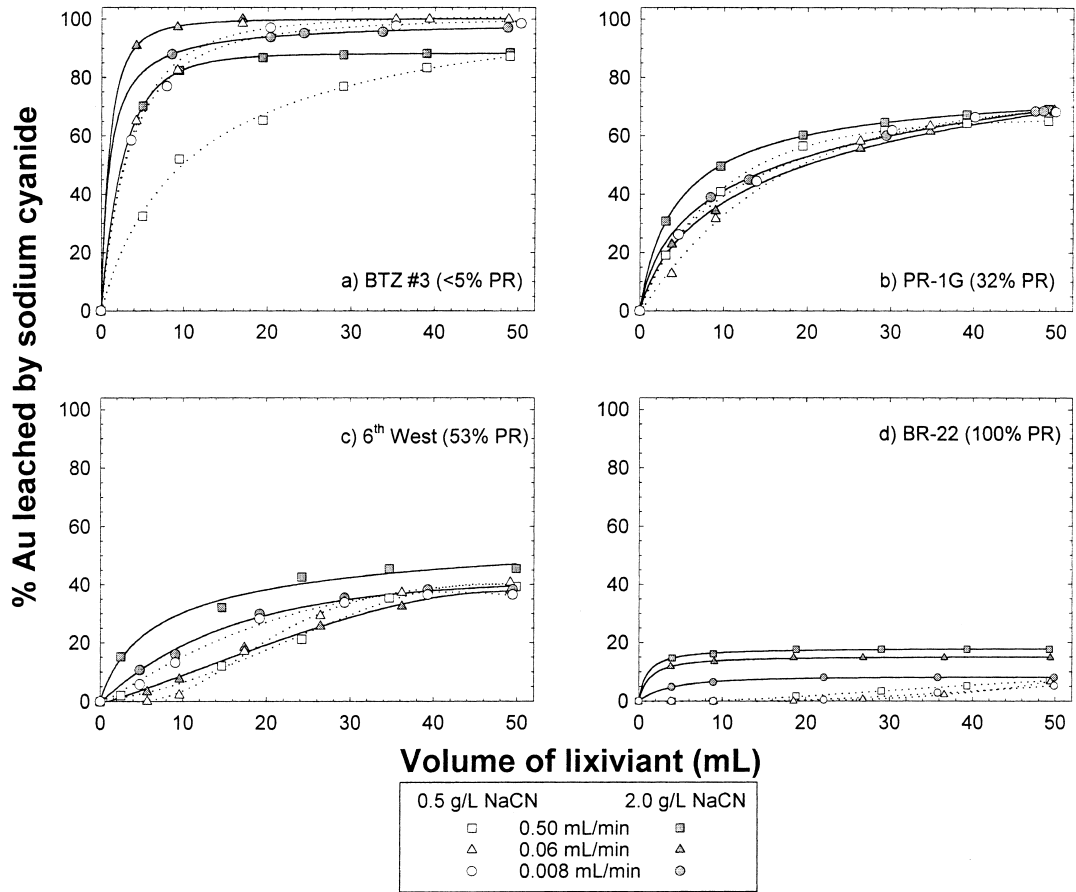 % Au leached by sodium cyanide
100
80
60
40
20
0
0 10 20 30 40 50
a) BTZ #3 (<5% PR)
100
80
60
40
20
0
0 10 20 30 40 50
b) PR-1G (32% PR)
100
80
60
40
20
0
0 10 20 30 40 50
c) 6th West (53% PR)
100
80
60
40
20
0
0 10 20 30 40 50
d) BR-22 (100% PR)
Volume of lixiviant (mL)
0.5 g/L NaCN 2.0 g/L NaCN
0.50 mL/min
0.06 mL/min
0.008 mL/min